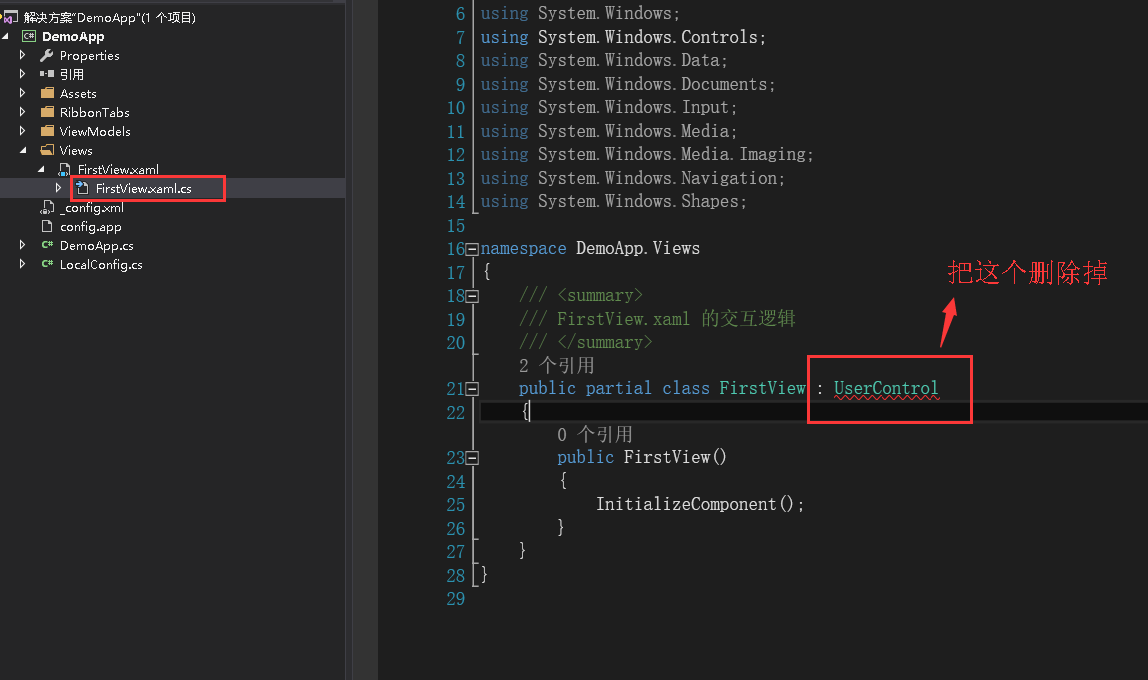 解决方案"DemoApp"(1 个项目)
DemoApp
Properties
引用
Assets
RibbonTabs
ViewModels
Views
FirstView.xaml
FirstView.xaml.cs
_config.xml
config.app
DemoApp.cs
LocalConfig.cs
6 using System.Windows;
7 using System.Windows.Controls;
8 using System.Windows.Data;
9 using System.Windows.Documents;
10 using System.Windows.Input;
11 using System.Windows.Media;
12 using System.Windows.Media.Imaging;
13 using System.Windows.Navigation;
14 using System.Windows.Shapes;
15
16 namespace DemoApp.Views
17 {
把这个删除掉
18 /// <summary>
19 /// FirstView.xaml 的交互逻辑
20 /// </summary>
2 个引用
21 public partial class FirstView : UserControl
22 {
0 个引用
23 public FirstView()
24 {
25 InitializeComponent();
26 }
27 }
28 }
29